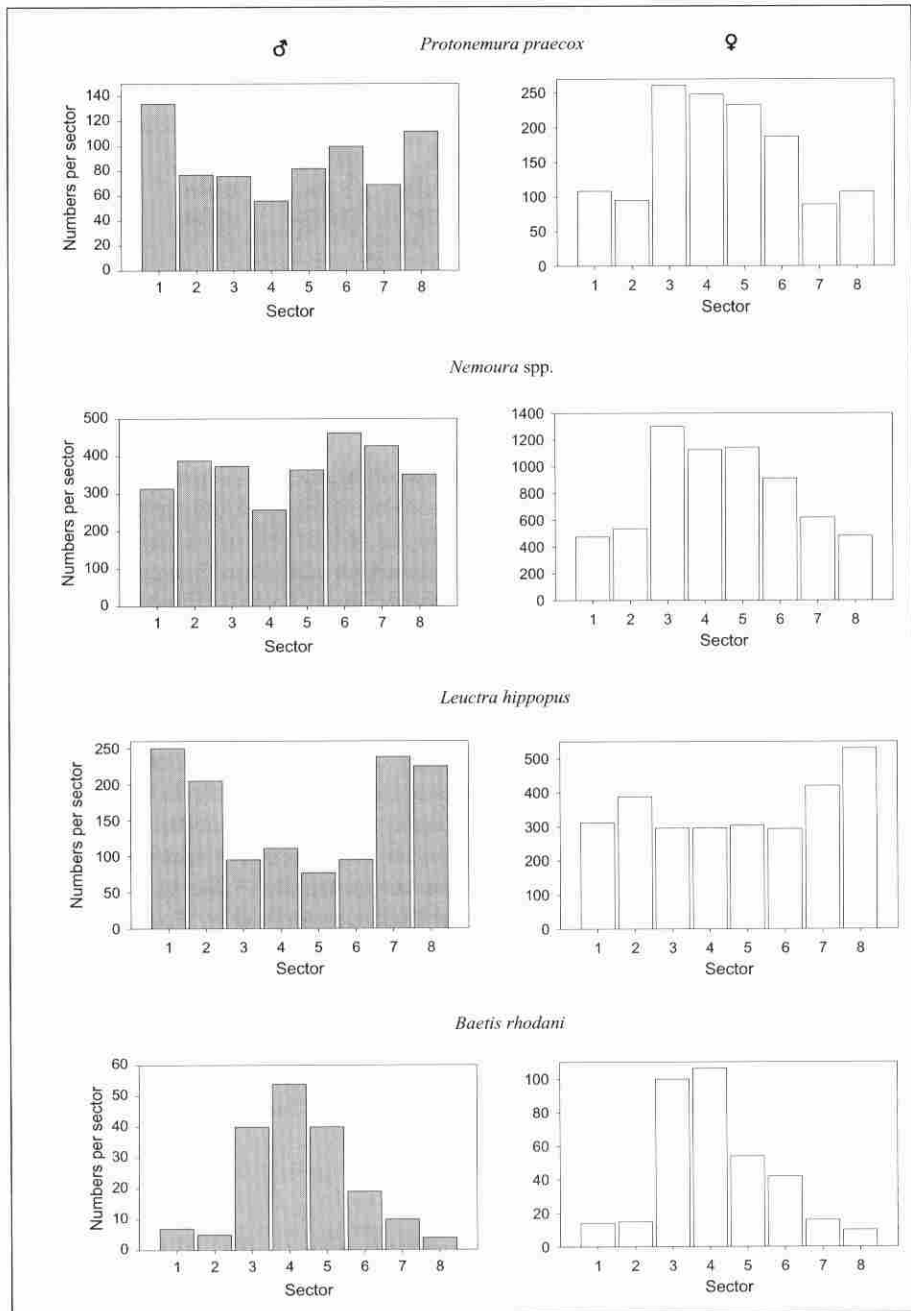 ♂ Protonemura praecox ♀
140
120
100
80
60
40
20
0
Numbers per sector
1 2 3 4 5 6 7 8
Sector
250
200
150
100
50
0
1 2 3 4 5 6 7 8
Sector
Nemoura spp.
500
400
300
200
100
0
Numbers per sector
1 2 3 4 5 6 7 8
Sector
1400
1200
1000
800
600
400
200
0
1 2 3 4 5 6 7 8
Sector
Leuctra hippopus
250
200
150
100
50
0
Numbers per sector
1 2 3 4 5 6 7 8
Sector
500
400
300
200
100
0
1 2 3 4 5 6 7 8
Sector
Baetis rhodani
60
50
40
30
20
10
0
Numbers per sector
1 2 3 4 5 6 7 8
Sector
100
80
60
40
20
0
1 2 3 4 5 6 7 8
Sector